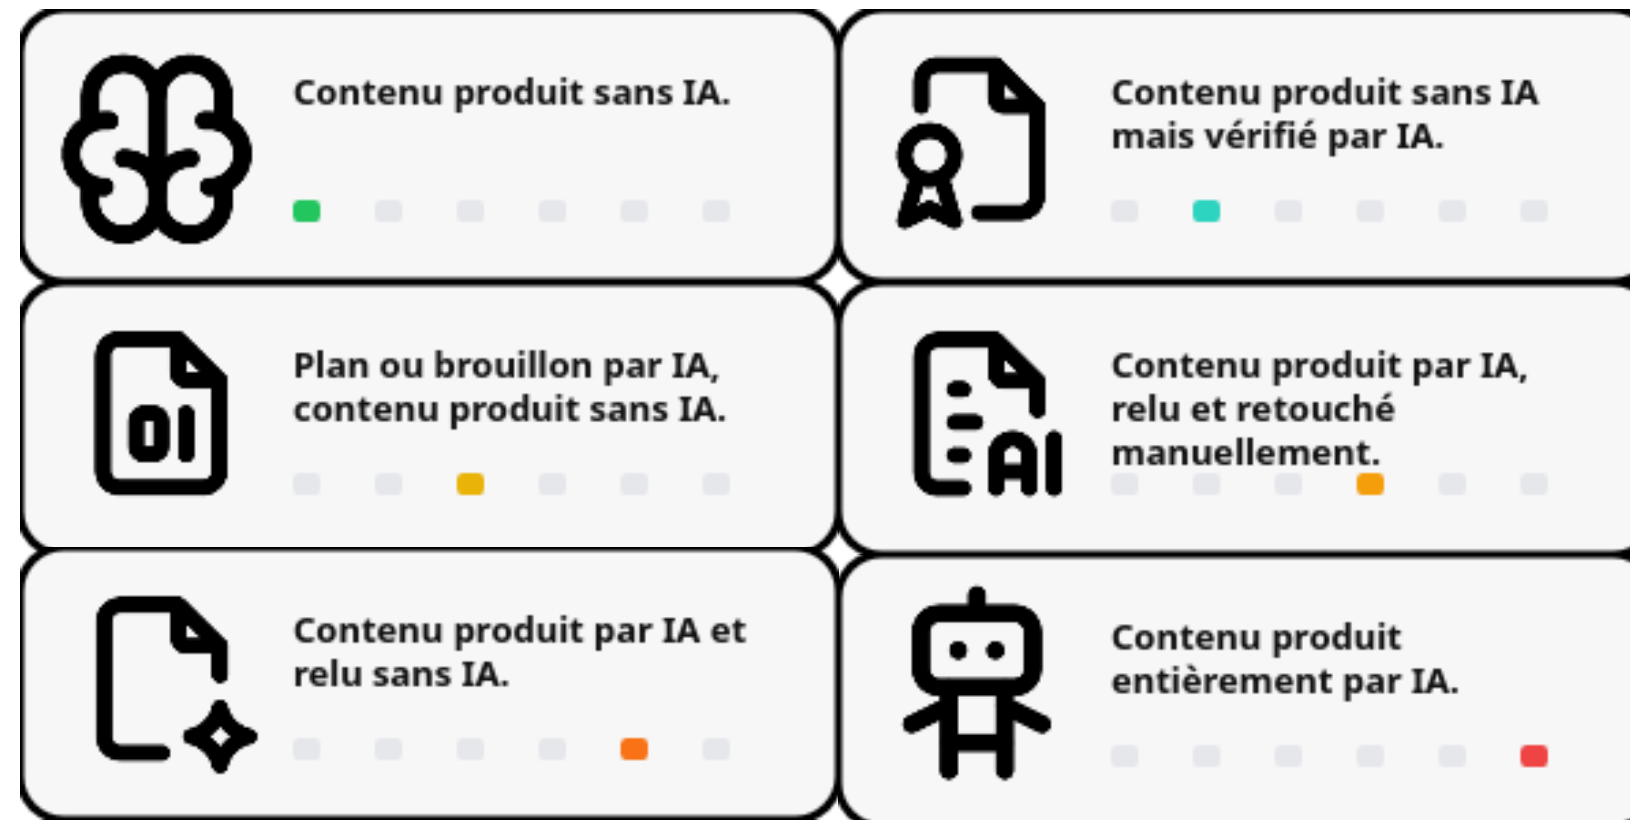 Contenu produit sans IA.
Contenu produit sans IA
mais vérifié par IA.
Plan ou brouillon par IA,
contenu produit sans IA.
01
Contenu produit par IA,
relu et retouché
manuellement.
AI
Contenu produit par IA et
relu sans IA.
Contenu produit
entièrement par IA.